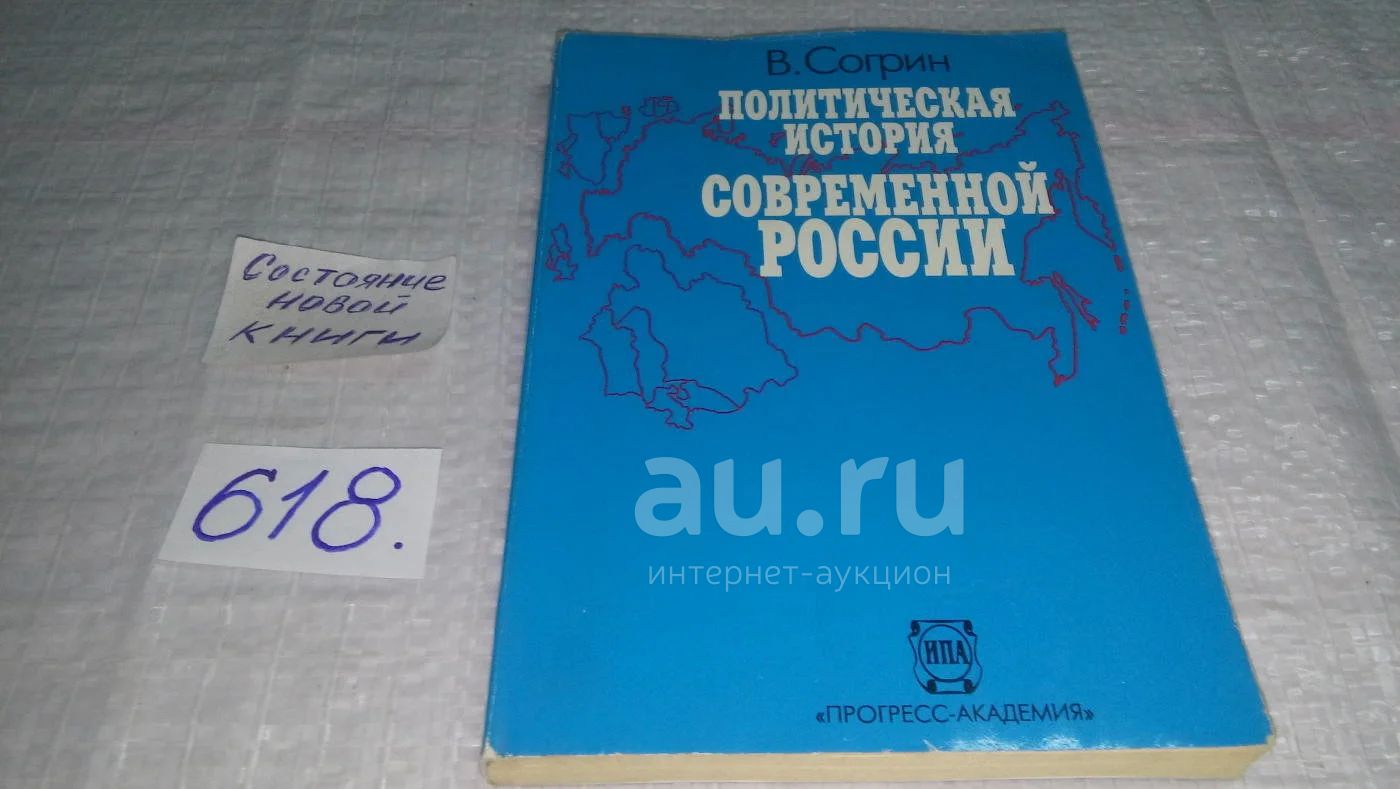 В. Согрин
ПОЛИТИЧЕСКАЯ
ИСТОРИЯ
СОВРЕМЕННОЙ
РОССИИ
Состояние
новой
книги
618.
au.ru
интернет-аукцион
ИПА
«ПРОГРЕСС-АКАДЕМИЯ»